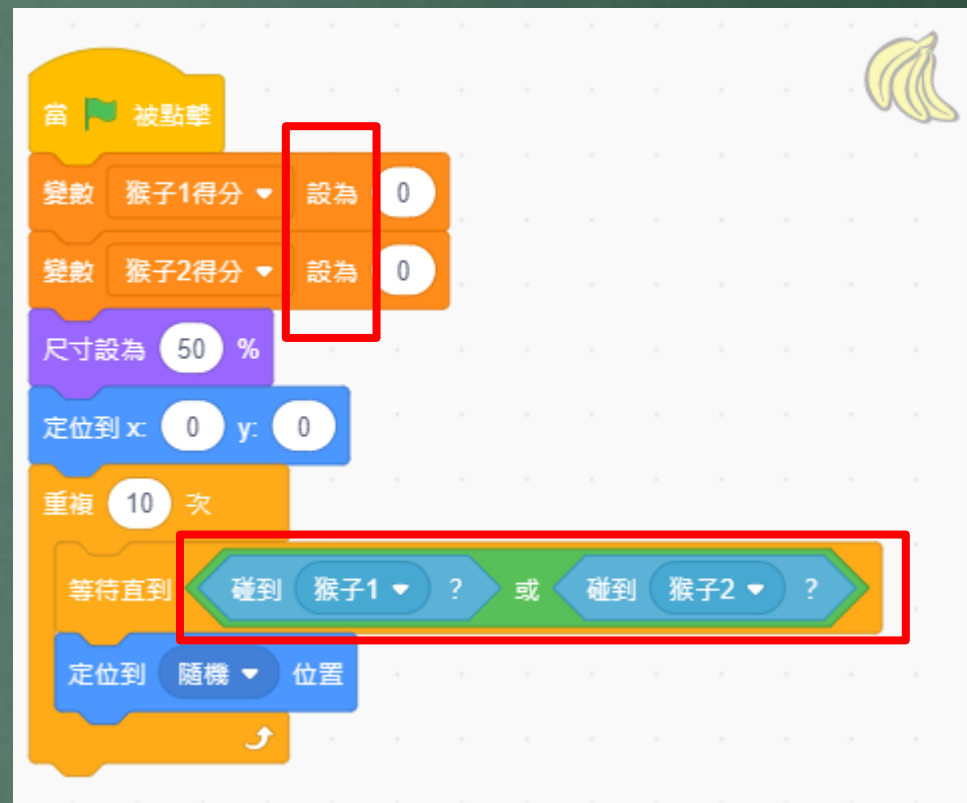 當 被點擊
變數 猴子1得分 設為 0
變數 猴子2得分 設為 0
尺寸設為 50 %
定位到 x: 0 y: 0
重複 10 次
等待直到 碰到 猴子1 ? 或 碰到 猴子2 ?
定位到 隨機 位置